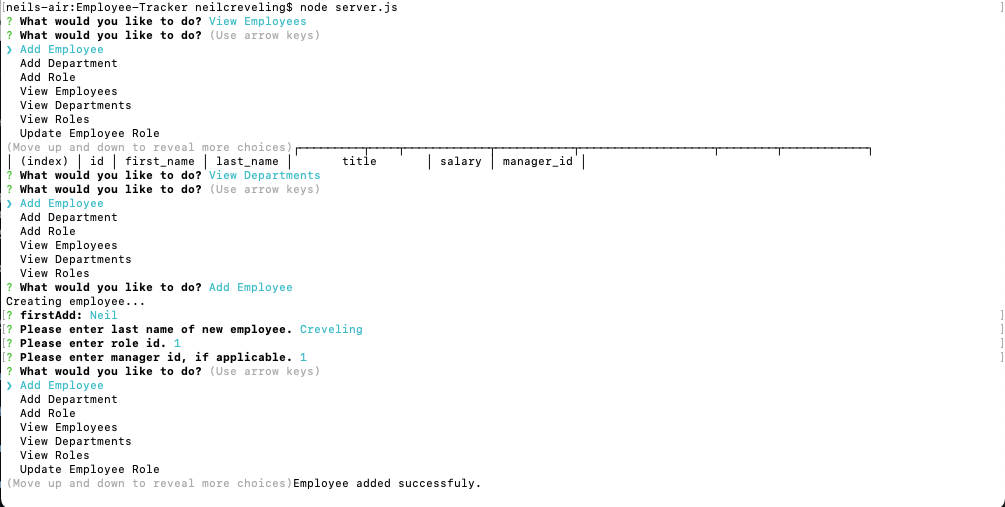 [neils-air:Employee-Tracker neilcreveling$ node server.js ]
? What would you like to do? View Employees
? What would you like to do? (Use arrow keys)
❯ Add Employee
Add Department
Add Role
View Employees
View Departments
View Roles
Update Employee Role
(Move up and down to reveal more choices)
│ (index) │ id │ first_name │ last_name │ title │ salary │ manager_id │
? What would you like to do? View Departments
? What would you like to do? (Use arrow keys)
❯ Add Employee
Add Department
Add Role
View Employees
View Departments
View Roles
? What would you like to do? Add Employee
Creating employee...
[? firstAdd: Neil ]
[? Please enter last name of new employee. Creveling ]
[? Please enter role id. 1 ]
[? Please enter manager id, if applicable. 1 ]
? What would you like to do? (Use arrow keys)
❯ Add Employee
Add Department
Add Role
View Employees
View Departments
View Roles
Update Employee Role
(Move up and down to reveal more choices)Employee added successfuly.